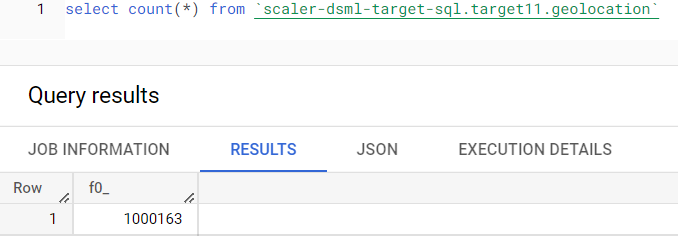 1 select count(*) from `scaler-dsml-target-sql.target11.geolocation`
Query results
JOB INFORMATION RESULTS JSON EXECUTION DETAILS
Row f0_
1 1000163